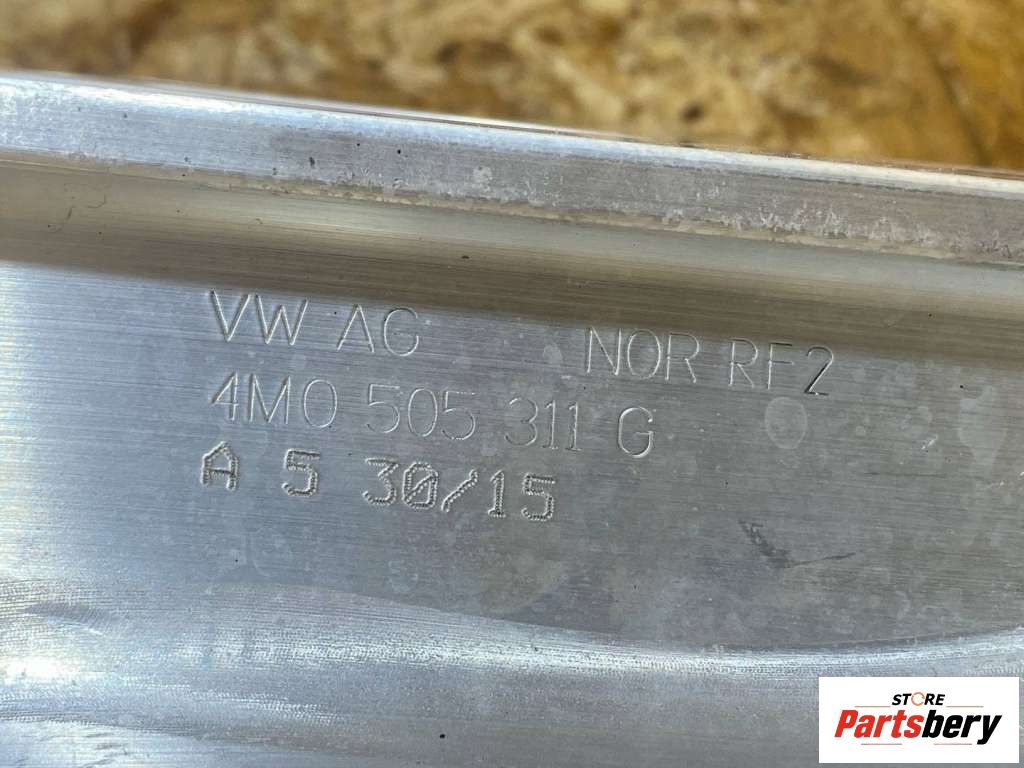 VW AG NOR RF2
4M0 505 311 G
A 5 30/15
STORE
Partsbery